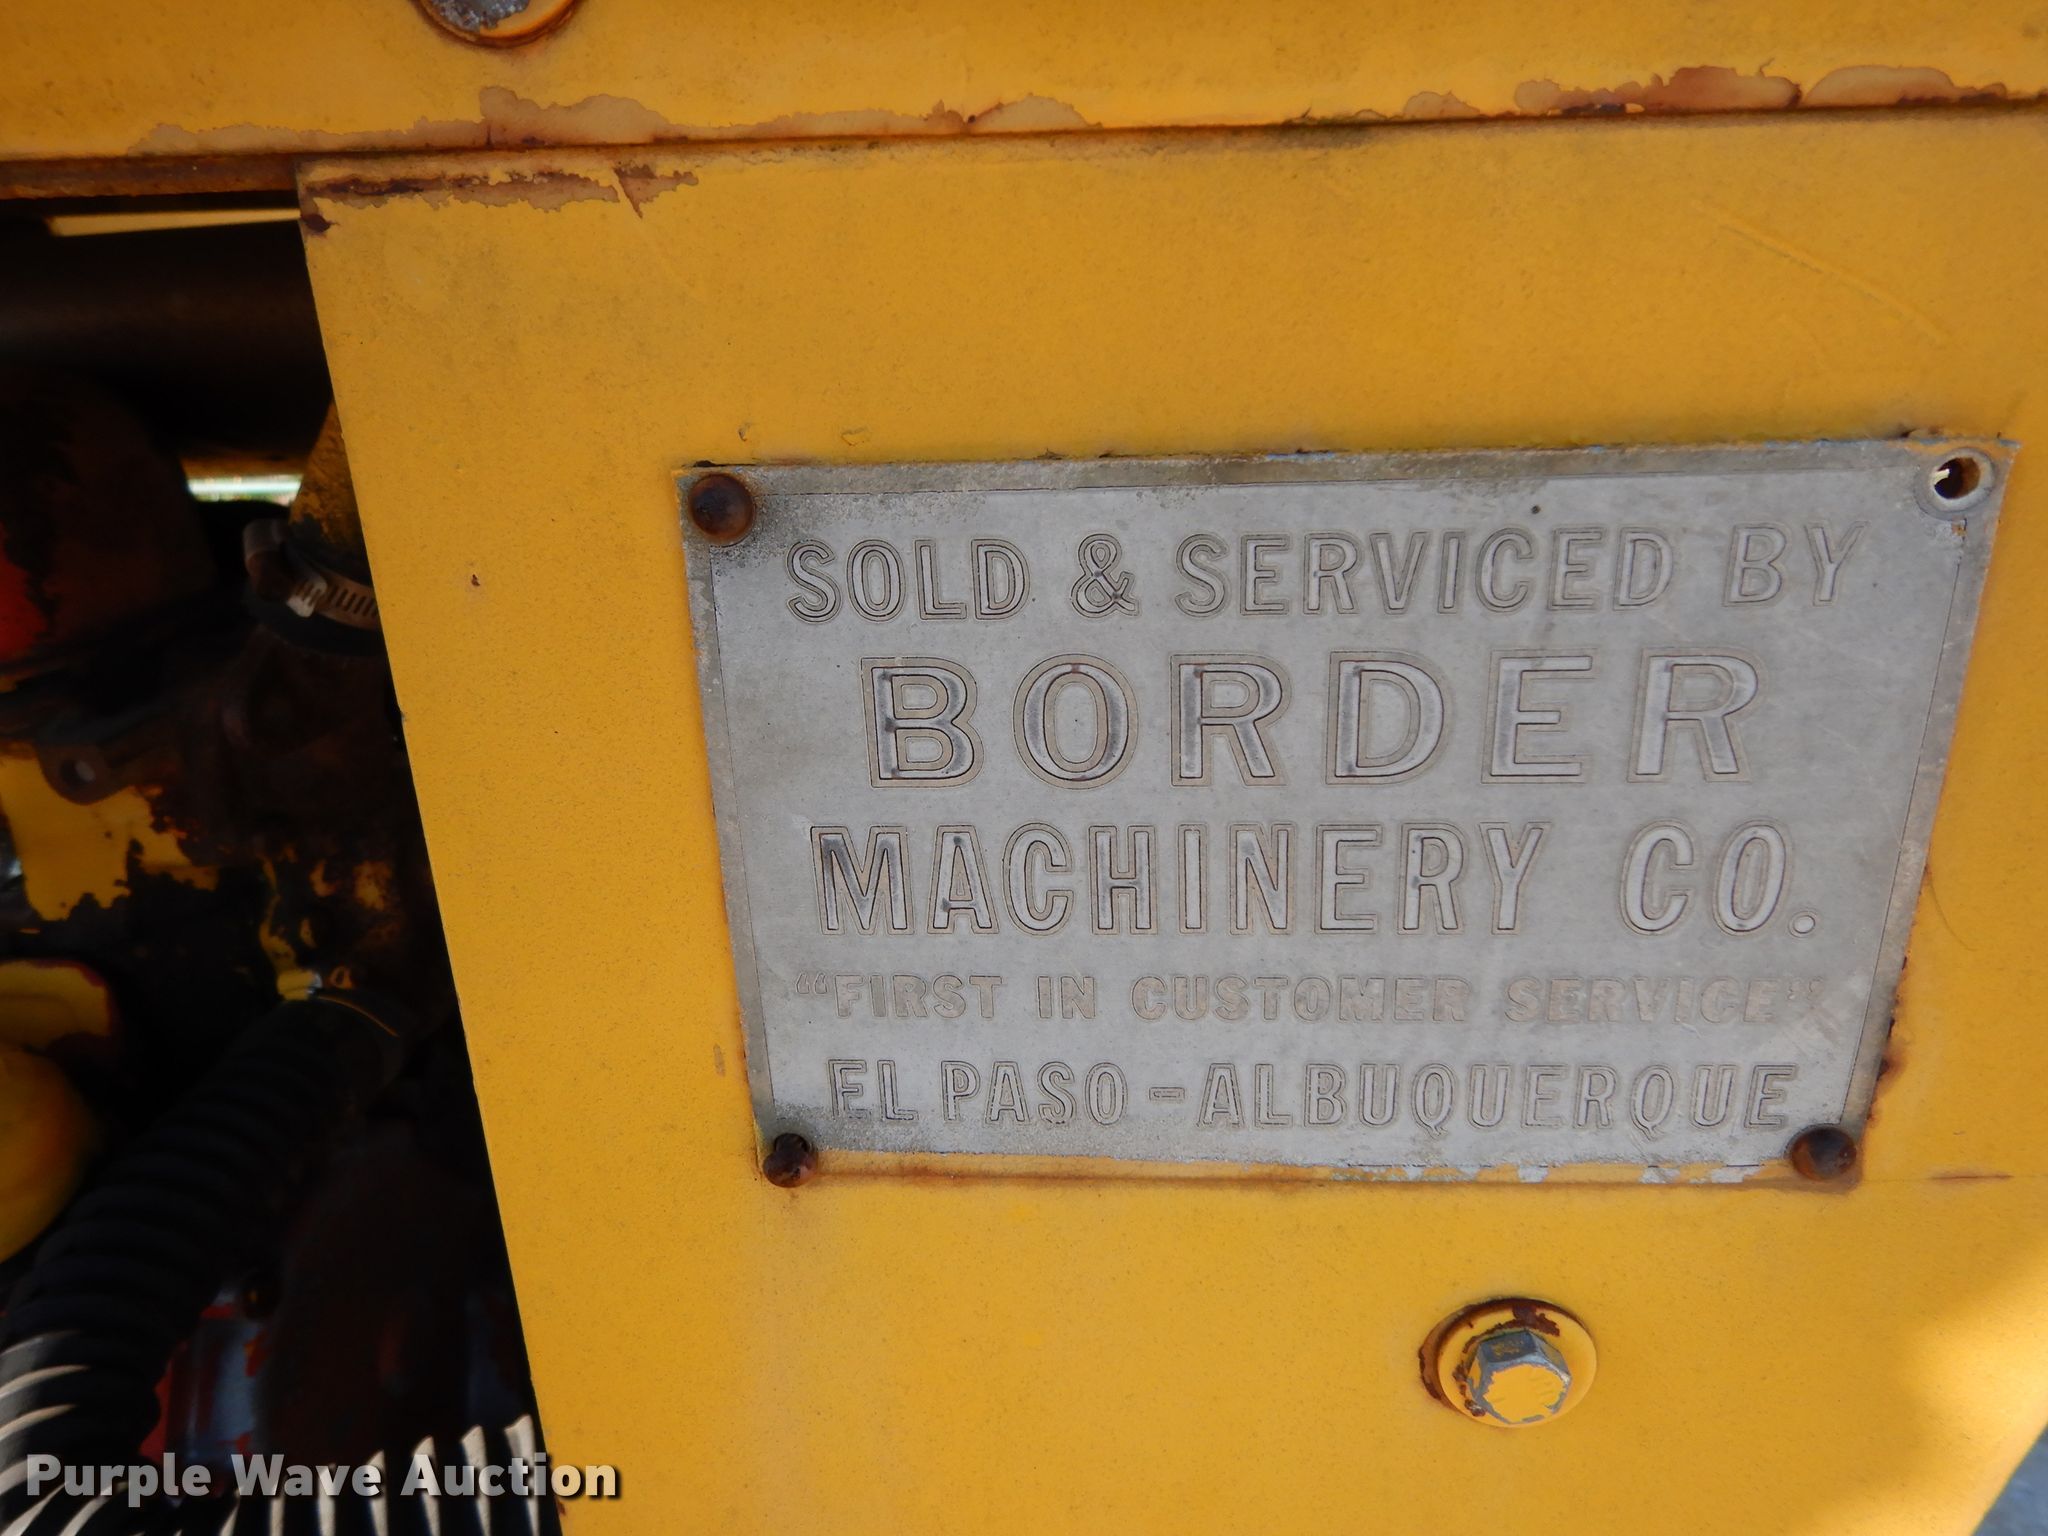 SOLD & SERVICED BY
BORDER
MACHINERY CO.
"FIRST IN CUSTOMER SERVICE"
EL PASO-ALBUQUERQUE
Purple Wave Auction